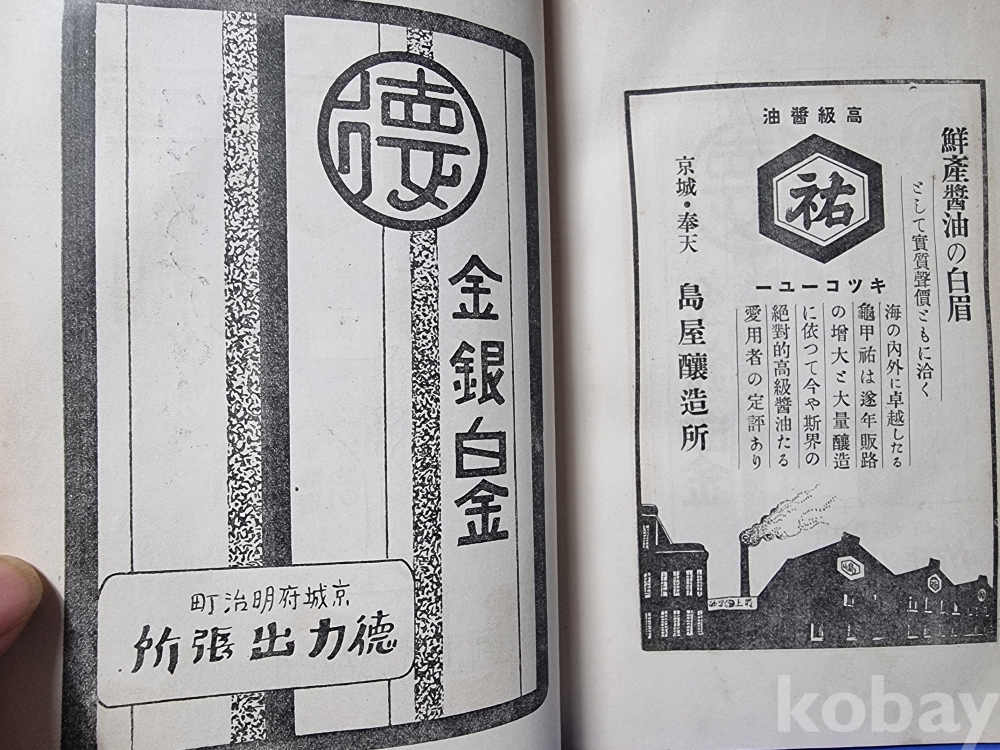 德
金銀白金
京城府明治町
德力出張所
鮮產醬油の白眉
として實質聲價ともに洽く
高級醬油
祐
キツコーユー
海の內外に卓越したる
龜甲祐は遂年販路
の增大と大量釀造
に依つて今や斯界の
絕對的高級醬油たる
愛用者の定評あり
京城・奉天
島屋釀造所
kobay